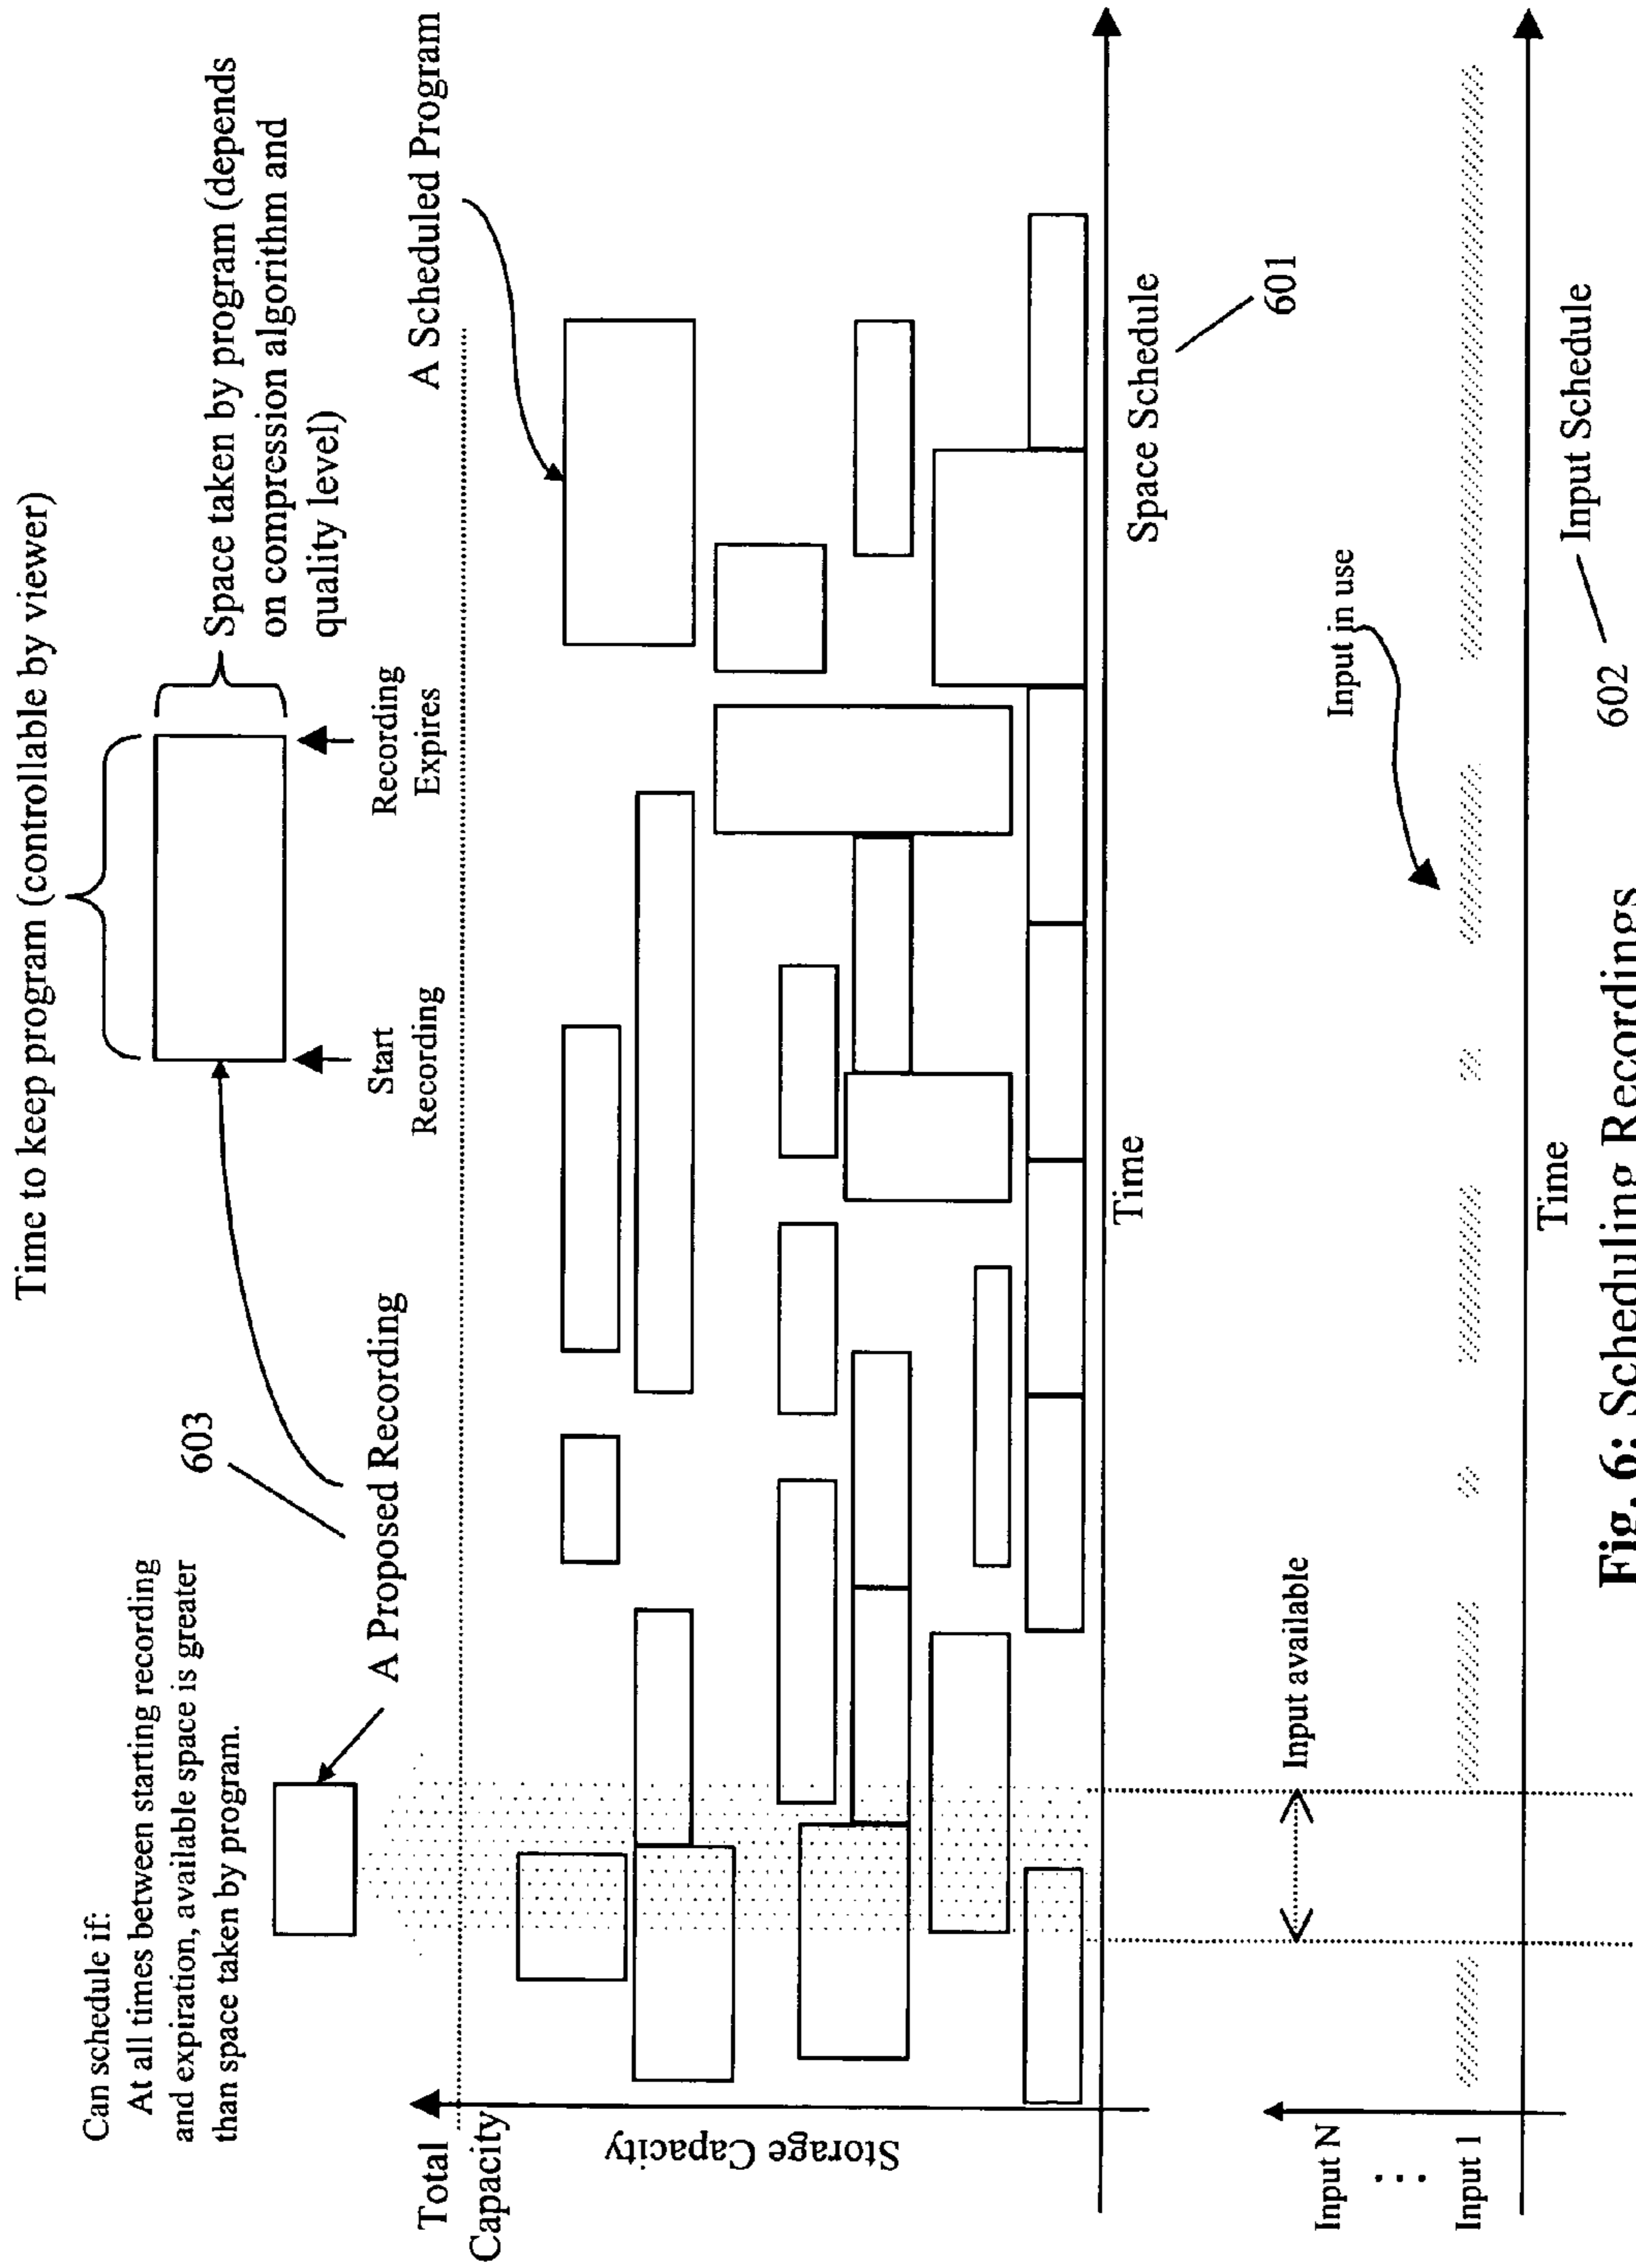 Time to keep program (controllable by viewer)
Can schedule if:
At all times between starting recording
and expiration, available space is greater
than space taken by program.
603
A Proposed Recording
Space taken by program (depends
on compression algorithm and
quality level)
Start
Recording
Recording
Expires
A Scheduled Program
Total
Capacity
Storage Capacity
Time
Space Schedule
601
Input available
Input in use
Input N
Input 1
Time
Input Schedule
602
Fig. 6: Scheduling Recordings